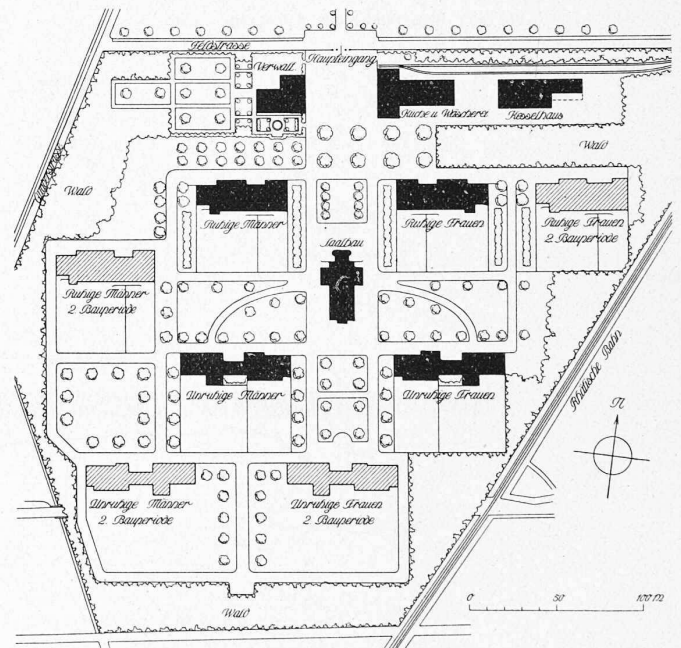 Feldstrasse
Haupteingang
Verwalt.
Küche u. Wäscherei
Kesselhaus
Wald
Wald
Ruhige Männer
Ruhige Frauen
Ruhige Frauen
2. Bauperiode
Saalbau
Ruhige Männer
2. Bauperiode
Rhätische Bahn
Unruhige Männer
Unruhige Frauen
N
Unruhige Männer
2. Bauperiode
Unruhige Frauen
2. Bauperiode
Wald
0 50 100 m